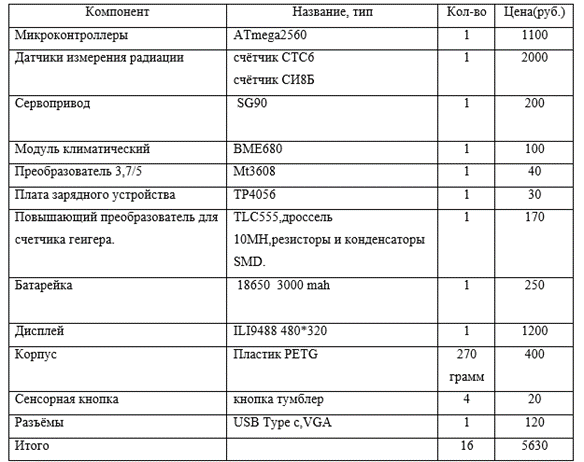 Компонент Название, тип Кол-во Цена(руб.)
Микроконтроллеры ATmega2560 1 1100
Датчики измерения радиации счётчик СТС6 1 2000
счётчик СИ8Б
Сервопривод SG90 1 200
Модуль климатический BME680 1 100
Преобразователь 3,7/5 Mt3608 1 40
Плата зарядного устройства TP4056 1 30
Повышающий преобразователь для TLC555,дроссель 1 170
счетчика гейгера. 10МН,резисторы и конденсаторы
SMD.
Батарейка 18650 3000 mah 1 250
Дисплей ILI9488 480*320 1 1200
Корпус Пластик PETG 270 400
грамм
Сенсорная кнопка кнопка тумблер 4 20
Разъёмы USB Type c,VGA 1 120
Итого 16 5630